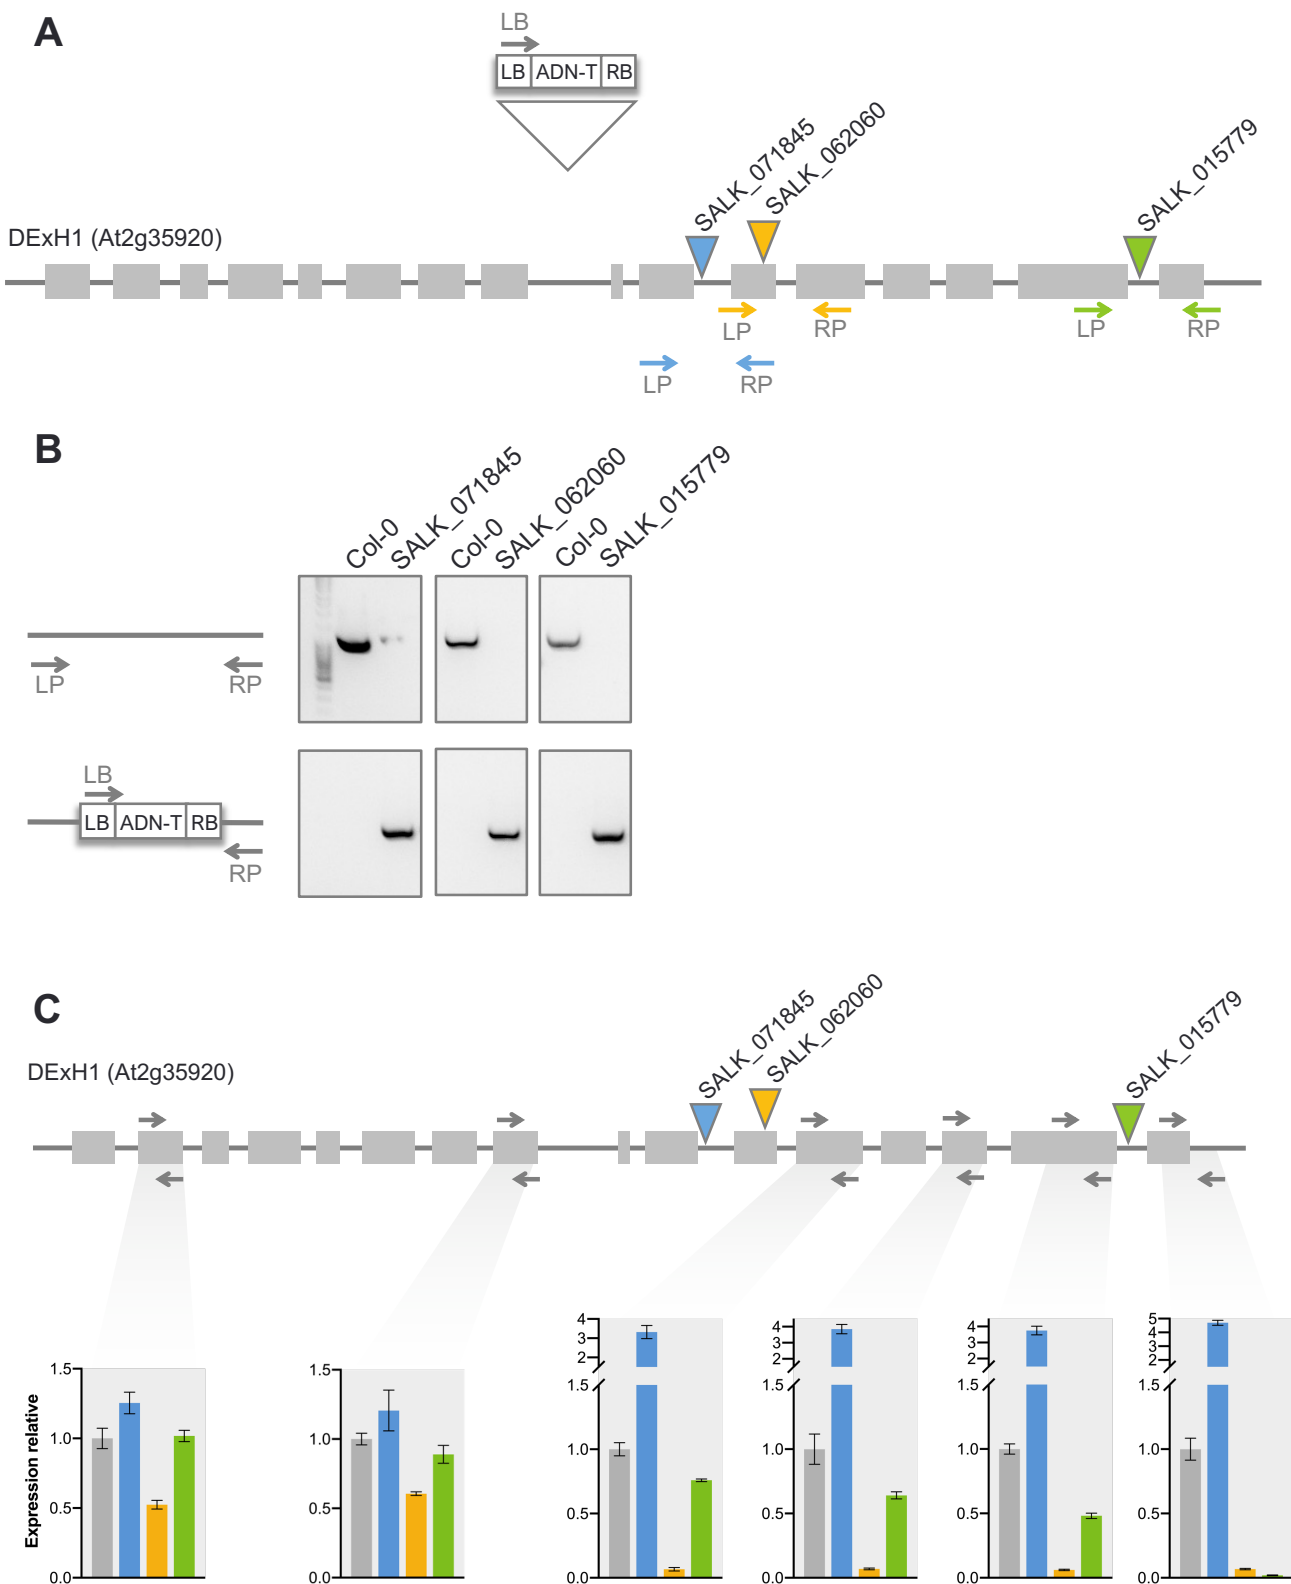 A
LB
LB ADN-T RB
SALK_071845
SALK_062060
SALK_015779
DExH1 (At2g35920)
LP
RP
LP
RP
LP
RP
B
Col-0
SALK_071845
Col-0
SALK_062060
Col-0
SALK_015779
LP
RP
LB
LB ADN-T RB
RP
C
SALK_071845
SALK_062060
SALK_015779
DExH1 (At2g35920)
Expression relative
1.5
1.0
0.5
0.0
1.5
1.0
0.5
0.0
4
3
2
1.5
1.0
0.5
0.0
4
3
2
1.5
1.0
0.5
0.0
4
3
2
1.5
1.0
0.5
0.0
5
4
3
2
1.5
1.0
0.5
0.0